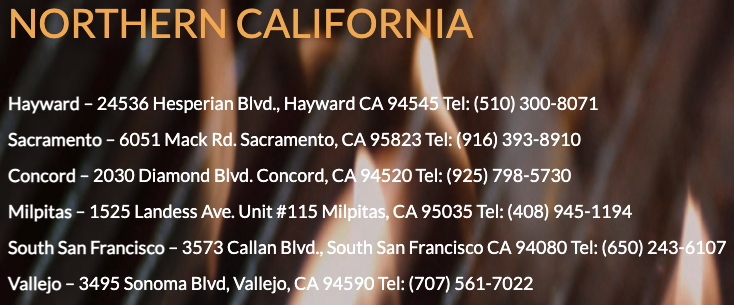 NORTHERN CALIFORNIA
Hayward – 24536 Hesperian Blvd., Hayward CA 94545 Tel: (510) 300-8071
Sacramento – 6051 Mack Rd. Sacramento, CA 95823 Tel: (916) 393-8910
Concord – 2030 Diamond Blvd. Concord, CA 94520 Tel: (925) 798-5730
Milpitas – 1525 Landess Ave. Unit #115 Milpitas, CA 95035 Tel: (408) 945-1194
South San Francisco – 3573 Callan Blvd., South San Francisco CA 94080 Tel: (650) 243-6107
Vallejo – 3495 Sonoma Blvd, Vallejo, CA 94590 Tel: (707) 561-7022